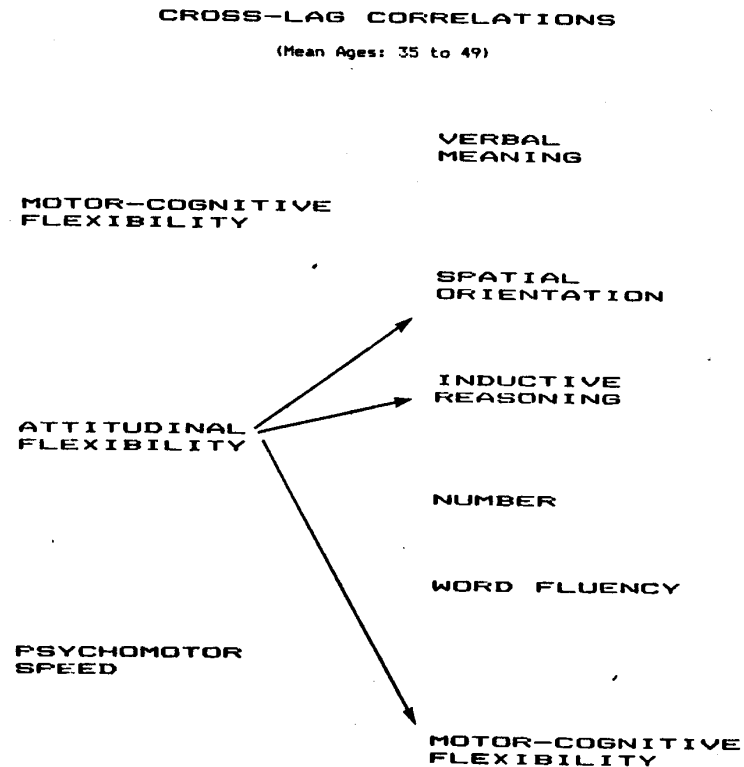 CROSS-LAG CORRELATIONS
(Mean Ages: 35 to 49)
VERBAL
MEANING
MOTOR-COGNITIVE
FLEXIBILITY
SPATIAL
ORIENTATION
INDUCTIVE
REASONING
ATTITUDINAL
FLEXIBILITY
NUMBER
WORD FLUENCY
PSYCHOMOTOR
SPEED
MOTOR-COGNITIVE
FLEXIBILITY